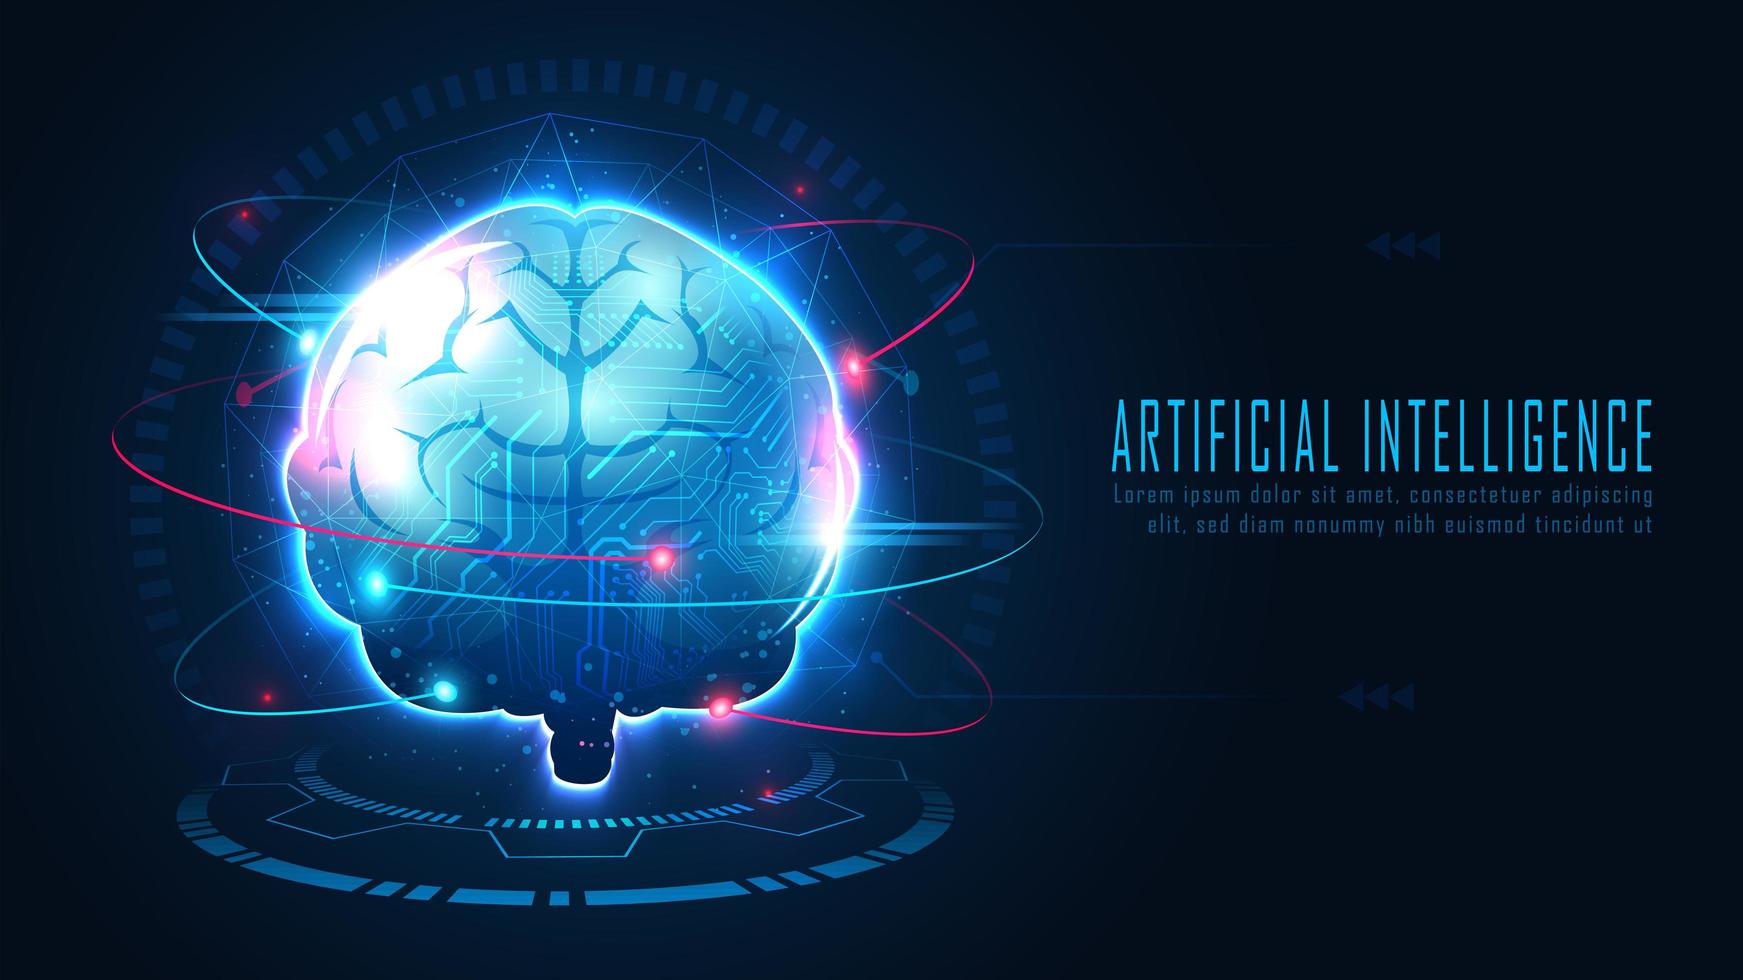 ARTIFICIAL INTELLIGENCE
Lorem ipsum dolor sit amet, consectetuer adipiscing
elit, sed diam nonummy nibh euismod tincidunt ut